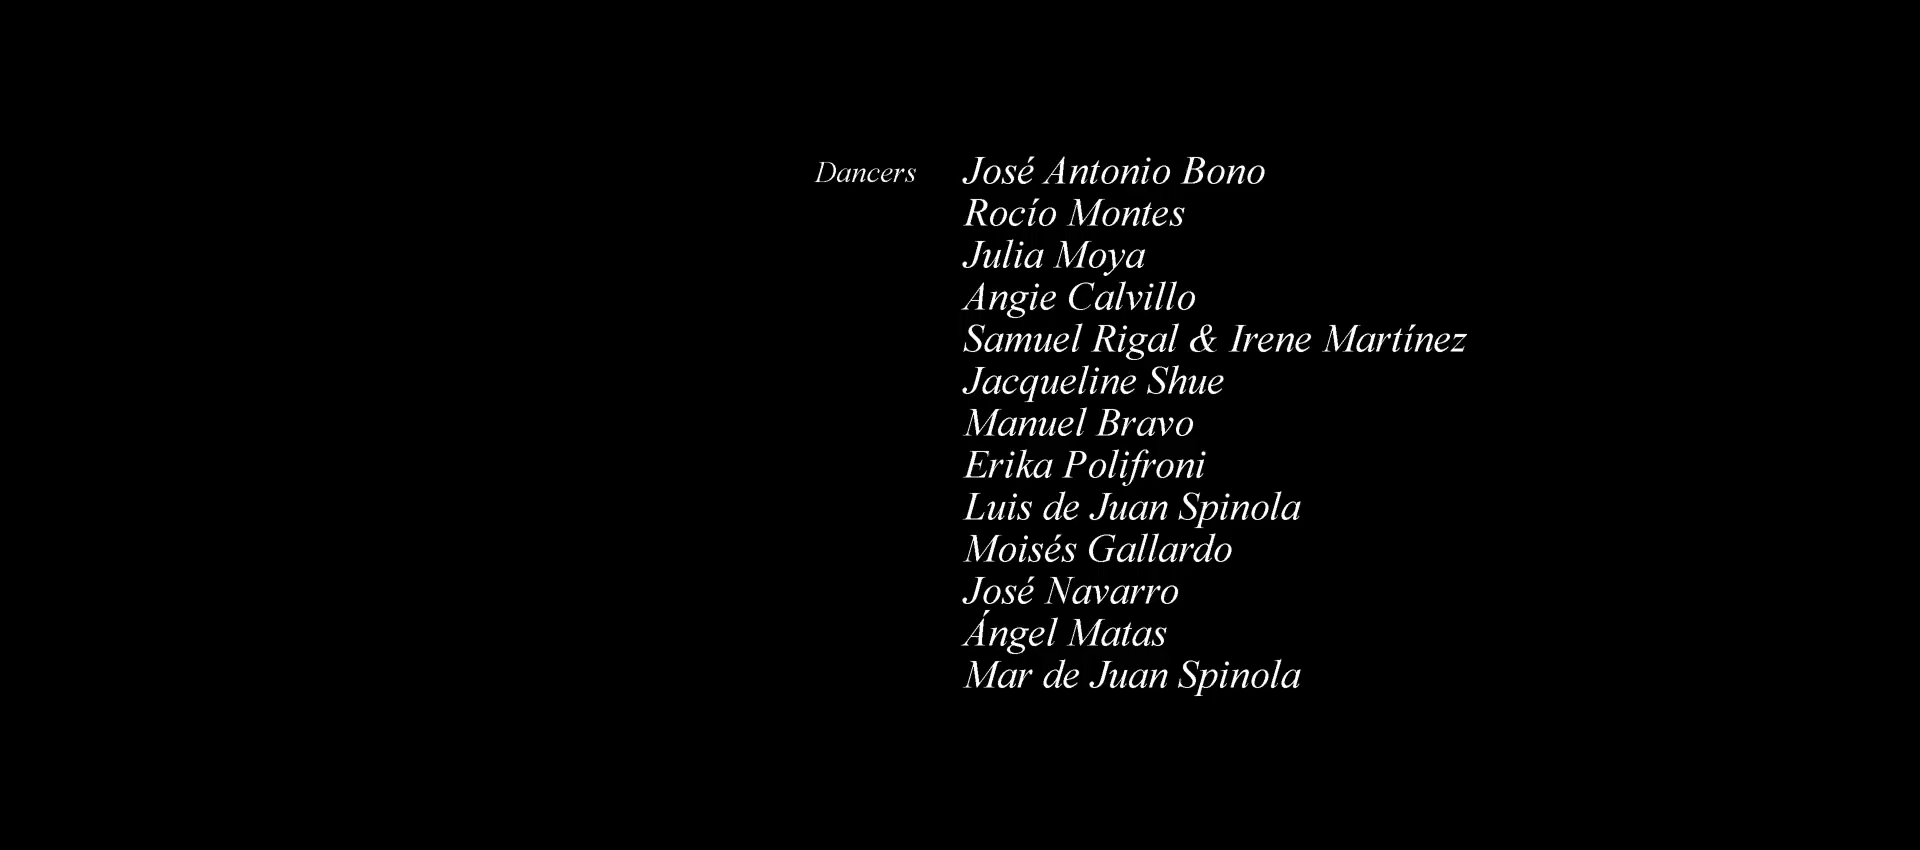 Dancers José Antonio Bono
Rocío Montes
Julia Moya
Angie Calvillo
Samuel Rigal & Irene Martínez
Jacqueline Shue
Manuel Bravo
Erika Polifroni
Luis de Juan Spinola
Moisés Gallardo
José Navarro
Ángel Matas
Mar de Juan Spinola